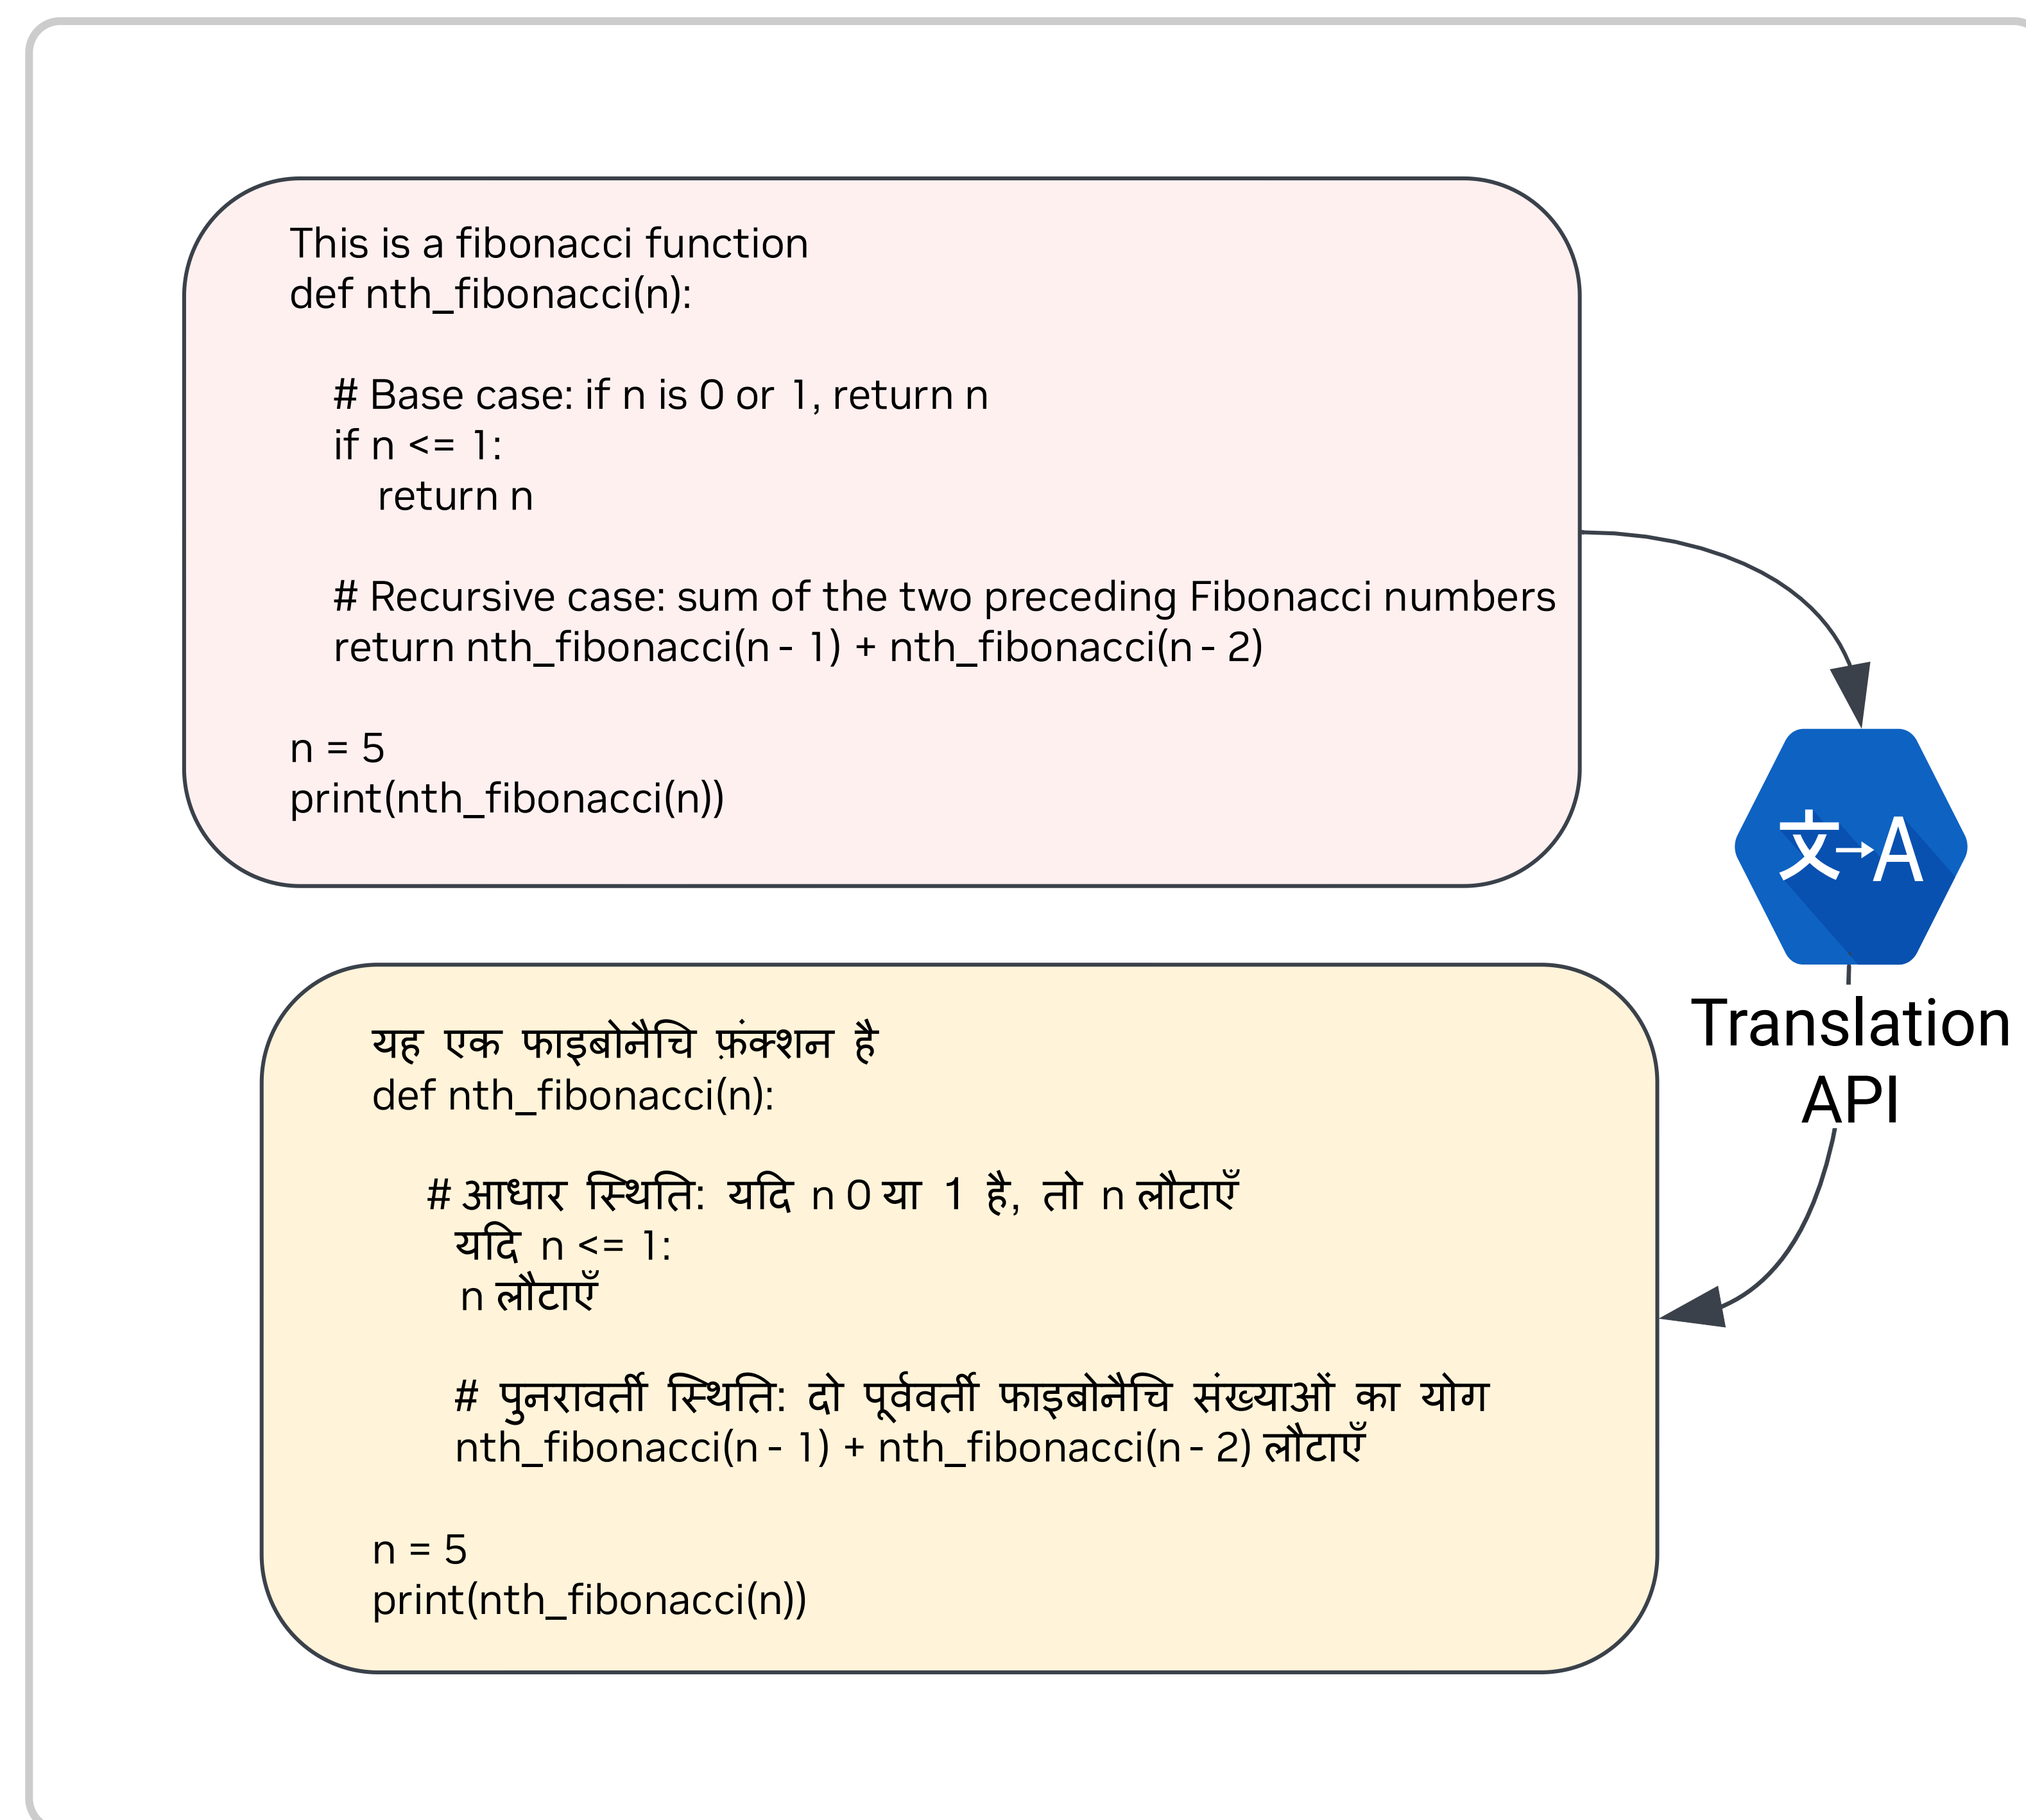 This is a fibonacci function
def nth_fibonacci(n):
# Base case: if n is 0 or 1, return n
if n <= 1:
return n
# Recursive case: sum of the two preceding Fibonacci numbers
return nth_fibonacci(n - 1) + nth_fibonacci(n - 2)
n = 5
print(nth_fibonacci(n))
文→A
Translation
API
यह एक फाइबोनैचि फ़ंक्शन है
def nth_fibonacci(n):
# आधार स्थिति: यदि n 0 या 1 है, तो n लौटाएँ
यदि n <= 1:
n लौटाएँ
# पुनरावर्ती स्थिति: दो पूर्ववर्ती फाइबोनैचि संख्याओं का योग
nth_fibonacci(n - 1) + nth_fibonacci(n - 2) लौटाएँ
n = 5
print(nth_fibonacci(n))